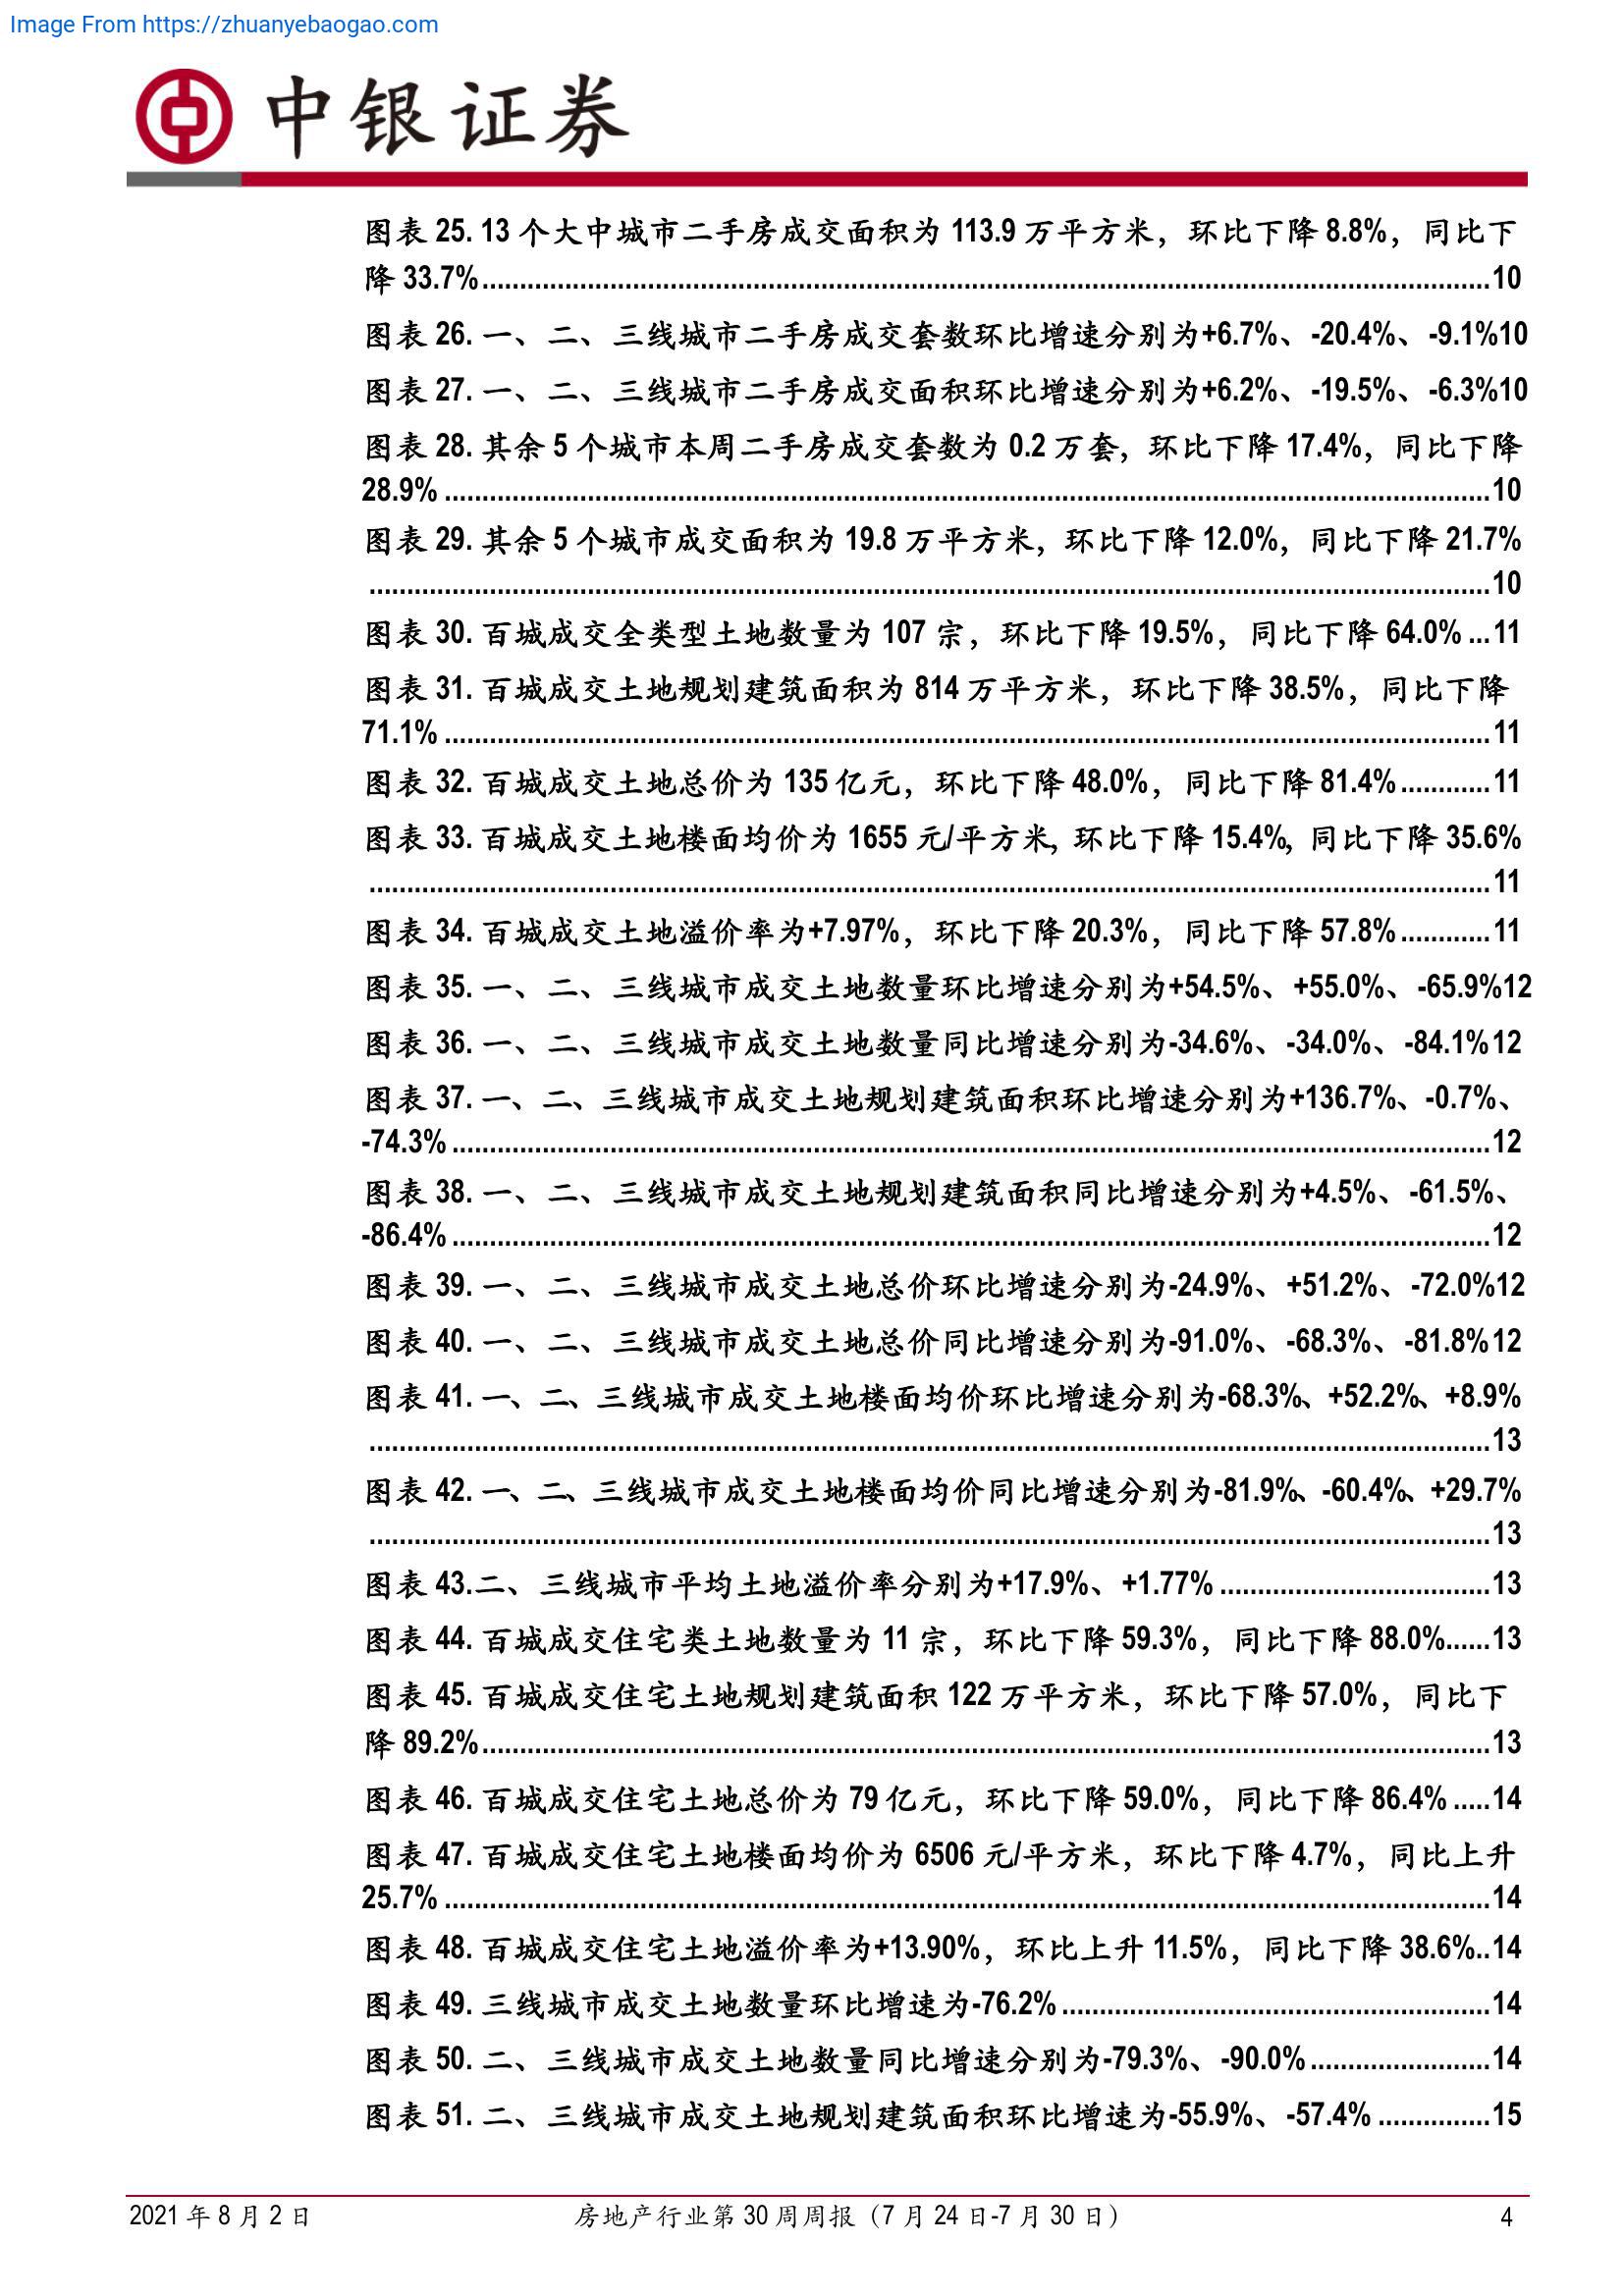 Image From https://zhuanyebaogao.com
中银证券
图表 25. 13 个大中城市二手房成交面积为 113.9 万平方米，环比下降 8.8%，同比下
降 33.7%......10
图表 26. 一、二、三线城市二手房成交套数环比增速分别为+6.7%、-20.4%、-9.1%10
图表 27. 一、二、三线城市二手房成交面积环比增速分别为+6.2%、-19.5%、-6.3%10
图表 28. 其余 5 个城市本周二手房成交套数为 0.2 万套，环比下降 17.4%，同比下降
28.9% ......10
图表 29. 其余 5 个城市成交面积为 19.8 万平方米，环比下降 12.0%，同比下降 21.7%
......10
图表 30. 百城成交全类型土地数量为 107 宗，环比下降 19.5%，同比下降 64.0% ...11
图表 31. 百城成交土地规划建筑面积为 814 万平方米，环比下降 38.5%，同比下降
71.1% ......11
图表 32. 百城成交土地总价为 135 亿元，环比下降 48.0%，同比下降 81.4%............11
图表 33. 百城成交土地楼面均价为 1655 元/平方米，环比下降 15.4%，同比下降 35.6%
......11
图表 34. 百城成交土地溢价率为+7.97%，环比下降 20.3%，同比下降 57.8%............11
图表 35. 一、二、三线城市成交土地数量环比增速分别为+54.5%、+55.0%、-65.9%12
图表 36. 一、二、三线城市成交土地数量同比增速分别为-34.6%、-34.0%、-84.1%12
图表 37. 一、二、三线城市成交土地规划建筑面积环比增速分别为+136.7%、-0.7%、
-74.3% ......12
图表 38. 一、二、三线城市成交土地规划建筑面积同比增速分别为+4.5%、-61.5%、
-86.4% ......12
图表 39. 一、二、三线城市成交土地总价环比增速分别为-24.9%、+51.2%、-72.0%12
图表 40. 一、二、三线城市成交土地总价同比增速分别为-91.0%、-68.3%、-81.8%12
图表 41. 一、二、三线城市成交土地楼面均价环比增速分别为-68.3%、+52.2%、+8.9%
......13
图表 42. 一、二、三线城市成交土地楼面均价同比增速分别为-81.9%、-60.4%、+29.7%
......13
图表 43.二、三线城市平均土地溢价率分别为+17.9%、+1.77% ......13
图表 44. 百城成交住宅类土地数量为 11 宗，环比下降 59.3%，同比下降 88.0%......13
图表 45. 百城成交住宅土地规划建筑面积 122 万平方米，环比下降 57.0%，同比下
降 89.2%......13
图表 46. 百城成交住宅土地总价为 79 亿元，环比下降 59.0%，同比下降 86.4% .....14
图表 47. 百城成交住宅土地楼面均价为 6506 元/平方米，环比下降 4.7%，同比上升
25.7% ......14
图表 48. 百城成交住宅土地溢价率为+13.90%，环比上升 11.5%，同比下降 38.6%..14
图表 49. 三线城市成交土地数量环比增速为-76.2% ......14
图表 50. 二、三线城市成交土地数量同比增速分别为-79.3%、-90.0% ......14
图表 51. 二、三线城市成交土地规划建筑面积环比增速为-55.9%、-57.4% ...............15
2021 年 8 月 2 日 房地产行业第 30 周周报（7 月 24 日-7 月 30 日） 4